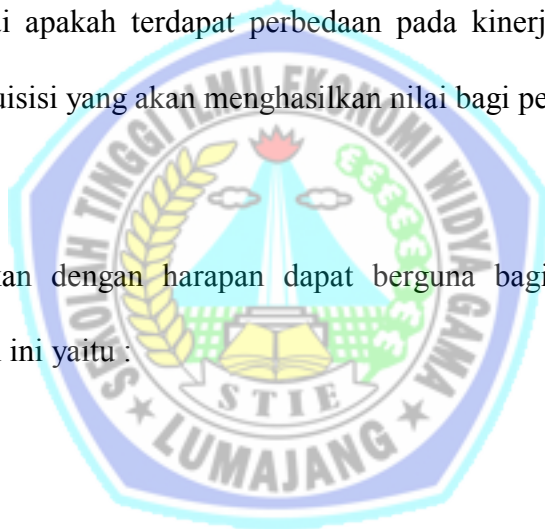 i apakah terdapat perbedaan pada kinerj
uisisi yang akan menghasilkan nilai bagi pe
kan dengan harapan dapat berguna bagi
ini yaitu :
SEKOLAH TINGGI ILMU EKONOMI WIDYA GAMA
STIE
LUMAJANG